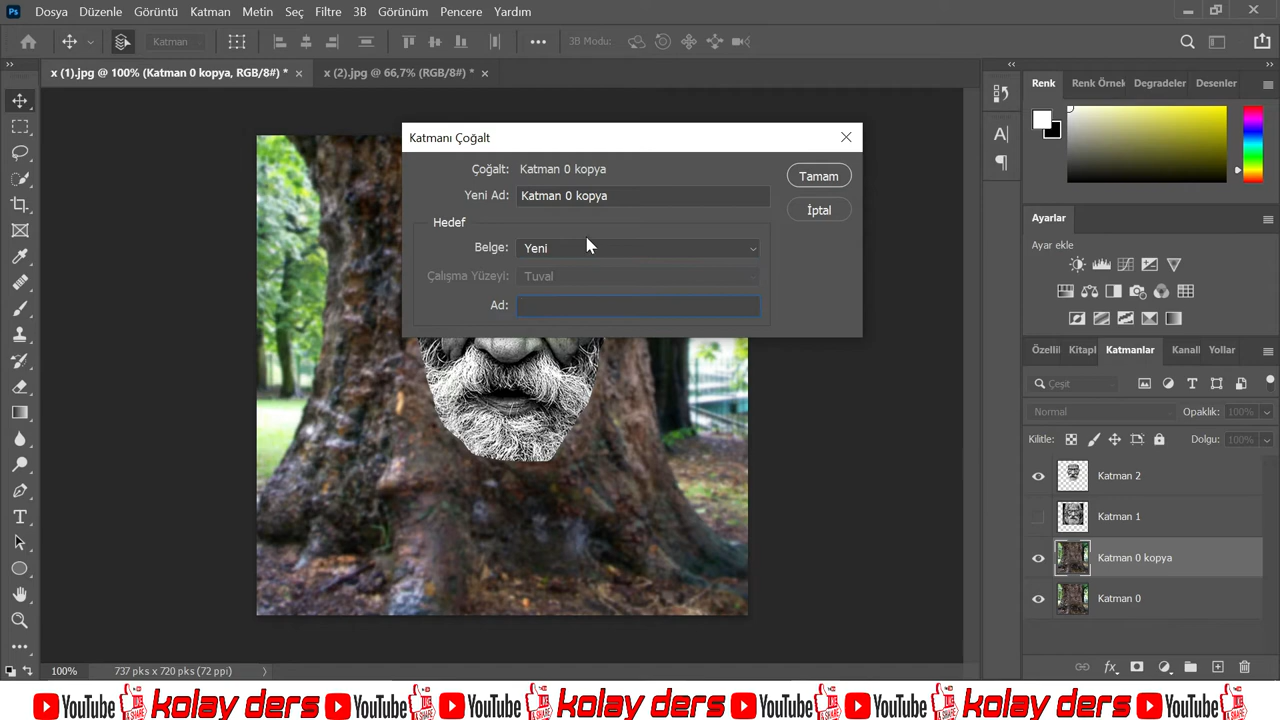 Ps Dosya Düzenle Görüntü Katman Metin Seç Filtre 3B Görünüm Pencere Yardım
Katman 3B Modu:
x (1).jpg @ 100% (Katman 0 kopya, RGB/8#) * x (2).jpg @ 66,7% (RGB/8#) *
Renk Renk Örnek Degradeler Desenler
Katmanı Çoğalt
Çoğalt: Katman 0 kopya
Tamam
Yeni Ad: Katman 0 kopya
İptal
Hedef
Belge: Yeni
Çalışma Yüzeyi: Tuval
Ad:
Ayarlar
Ayar ekle
Özelli Kitapl Katmanlar Kanall Yollar
Çeşit
Normal Opaklık: 100%
Kilitle: Dolgu: 100%
Katman 2
Katman 1
Katman 0 kopya
Katman 0
100% 737 pks x 720 pks (72 ppi)
YouTube kolay ders YouTube YouTube kolay ders YouTube YouTube kolay ders YouTube